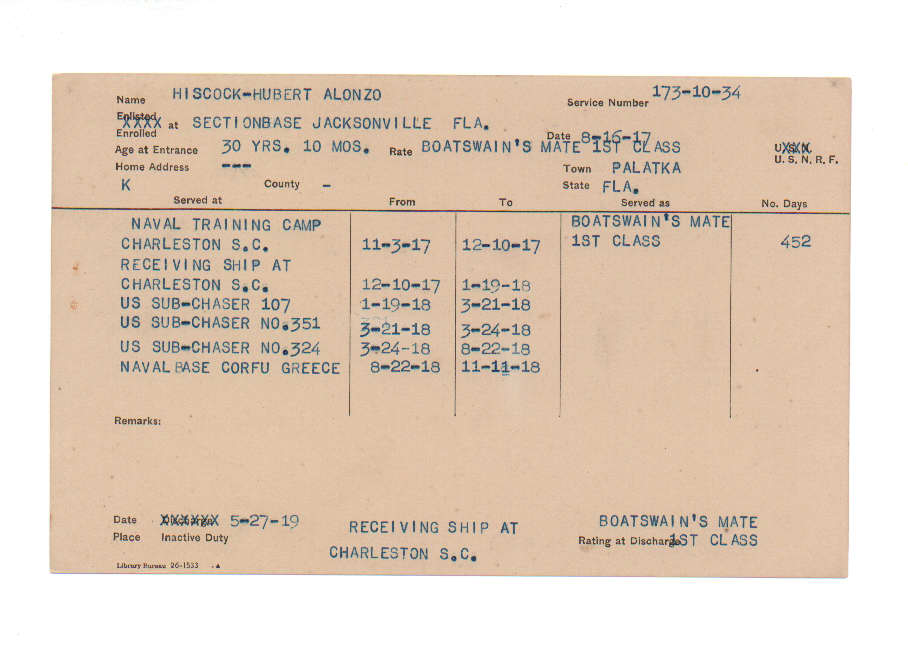 Name HISCOCK-HUBERT ALONZO Service Number 173-10-34
Enlisted
Enrolled at SECTIONBASE JACKSONVILLE FLA. Date 8-16-17
Age at Entrance 30 YRS. 10 MOS. Rate BOATSWAIN'S MATE 1ST CLASS U.S.N.
U. S. N. R. F.
Home Address --- Town PALATKA
K County - State FLA.
Served at From To Served as No. Days
NAVAL TRAINING CAMP BOATSWAIN'S MATE
CHARLESTON S.C. 11-3-17 12-10-17 1ST CLASS 452
RECEIVING SHIP AT
CHARLESTON S.C. 12-10-17 1-19-18
US SUB-CHASER 107 1-19-18 3-21-18
US SUB-CHASER NO.351 3-21-18 3-24-18
US SUB-CHASER NO.324 3-24-18 8-22-18
NAVAL BASE CORFU GREECE 8-22-18 11-11-18
Remarks:
Date Discharge 5-27-19 RECEIVING SHIP AT BOATSWAIN'S MATE
Place Inactive Duty CHARLESTON S.C. Rating at Discharge 1ST CLASS
Library Bureau 26-1533